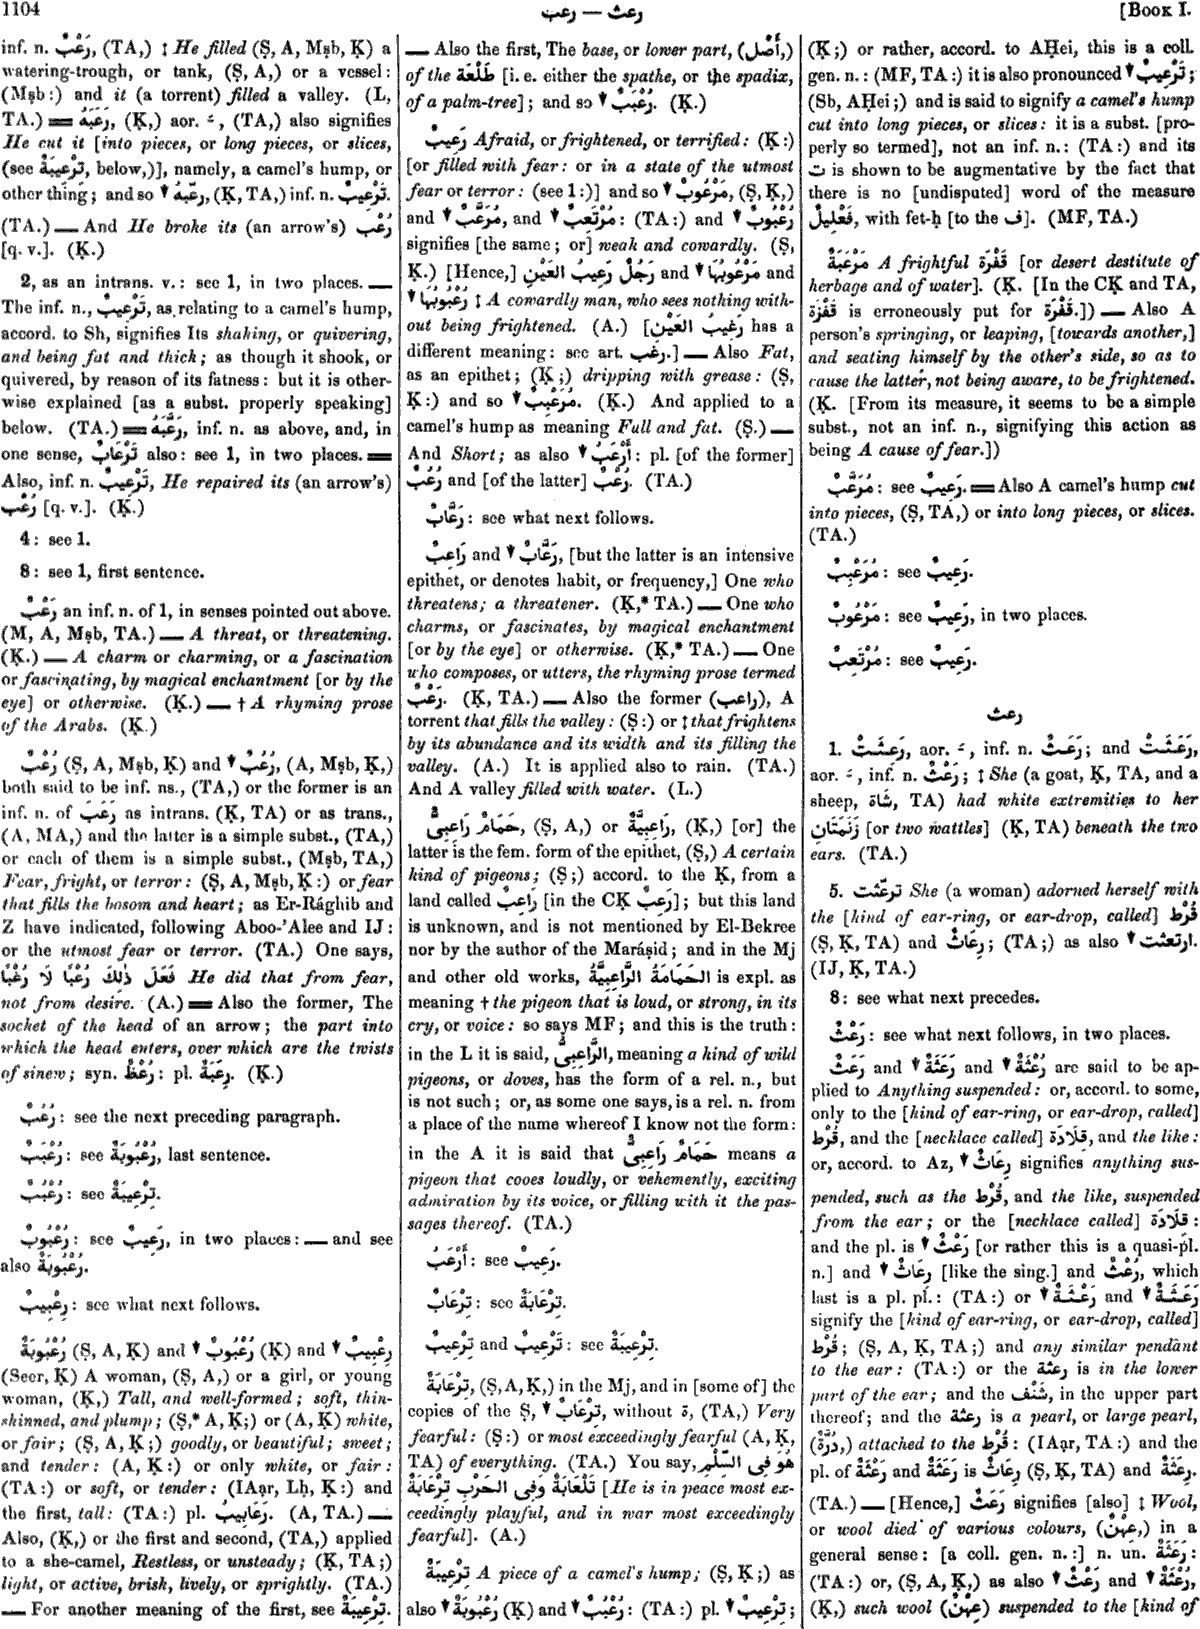 1104
رعب — رعث
[BOOK I.
inf. n. رَعْبٌ, (TA,) ‡ He filled (Ṣ, A, Mṣb, Ḳ) a
watering-trough, or tank, (Ṣ, A,) or a vessel:
(Mṣb:) and it (a torrent) filled a valley. (L,
TA.) ═ رَعَبَهُ, (Ḳ,) aor. ـَ, (TA,) also signifies
He cut it [into pieces, or long pieces, or slices,
(see تَرْعِيبَةٌ, below,)], namely, a camel's hump, or
other thing; and so ▼ رعّبهُ, (Ḳ, TA,) inf. n. تَرْعِيبٌ.
(TA.) — And He broke its (an arrow's) رُعْب
[q. v.]. (Ḳ.)
2, as an intrans. v.: see 1, in two places. —
The inf. n., تَرْعِيبٌ, as relating to a camel's hump,
accord. to Sh, signifies Its shaking, or quivering,
and being fat and thick; as though it shook, or
quivered, by reason of its fatness: but it is other-
wise explained [as a subst. properly speaking]
below. (TA.) ═ رَعَّبَهُ, inf. n. as above, and, in
one sense, تَرْعَابٌ also: see 1, in two places. ═
Also, inf. n. تَرْعِيبٌ, He repaired its (an arrow's)
رُعْب [q. v.]. (Ḳ.)
4: see 1.
8: see 1, first sentence.
رَعْبٌ an inf. n. of 1, in senses pointed out above.
(M, A, Mṣb, TA.) — A threat, or threatening.
(Ḳ.) — A charm or charming, or a fascination
or fascinating, by magical enchantment [or by the
eye] or otherwise. (Ḳ.) — † A rhyming prose
of the Arabs. (Ḳ.)
رُعْبٌ (Ṣ, A, Mṣb, Ḳ) and ▼ رُعُبٌ, (A, Mṣb, Ḳ,)
both said to be inf. ns., (TA,) or the former is an
inf. n. of رَعَبَ as intrans. (Ḳ, TA) or as trans.,
(A, MA,) and the latter is a simple subst., (TA,)
or each of them is a simple subst., (Mṣb, TA,)
Fear, fright, or terror: (Ṣ, A, Mṣb, Ḳ:) or fear
that fills the bosom and heart; as Er-Rághib and
Z have indicated, following Aboo-'Alee and IJ:
or the utmost fear or terror. (TA.) One says,
فَعَلَ ذٰلِكَ رُعْبًا لَا رُغْبًا He did that from fear,
not from desire. (A.) ═ Also the former, The
socket of the head of an arrow; the part into
which the head enters, over which are the twists
of sinew; syn. رُعْظٌ: pl. رِعَبَةٌ. (Ḳ.)
رُعُبٌ: see the next preceding paragraph.
رُعْبَبٌ: see رُعْبُوبَةٌ, last sentence.
رُعْبُبٌ: see تِرْعِيبَةٌ.
رُعْبُوبٌ: see رَعِيبٌ, in two places: — and see
also رُعْبُوبَةٌ.
رِعْبِيبٌ: see what next follows.
رُعْبُوبَةٌ (Ṣ, A, Ḳ) and ▼ رُعْبُوبٌ (Ḳ) and ▼ رِعْبِيبٌ
(Seer, Ḳ) A woman, (Ṣ, A,) or a girl, or young
woman, (Ḳ,) Tall, and well-formed; soft, thin-
skinned, and plump; (Ṣ,* A, Ḳ;) or (A, Ḳ) white,
or fair; (Ṣ, A, Ḳ;) goodly, or beautiful; sweet;
and tender: (A, Ḳ:) or only white, or fair:
(TA:) or soft, or tender: (IAạr, Lḥ, Ḳ:) and
the first, tall: (TA:) pl. رَعَابِيبُ. (A, TA.) —
Also, (Ḳ,) or the first and second, (TA,) applied
to a she-camel, Restless, or unsteady; (Ḳ, TA;)
light, or active, brisk, lively, or sprightly. (TA.)
— For another meaning of the first, see تِرْعِيبَةٌ.
— Also the first, The base, or lower part, (أَصْل,)
of the طَلْعَة [i. e. either the spathe, or the spadix,
of a palm-tree]; and so ▼ رُعْبَبٌ. (Ḳ.)
رَعِيبٌ Afraid, or frightened, or terrified: (Ḳ:)
[or filled with fear: or in a state of the utmost
fear or terror: (see 1:)] and so ▼ مَرْعُوبٌ, (Ṣ, Ḳ,)
and ▼ مُرَعَّبٌ, and ▼ مُرْتَعِبٌ: (TA:) and ▼ رُعْبُوبٌ
signifies [the same; or] weak and cowardly. (Ṣ,
Ḳ.) [Hence,] رَجُلٌ رَعِيبُ العَيْنِ and ▼ مَرْعُوبُهَا and
▼ رُعْبُوبُهَا ‡ A cowardly man, who sees nothing with-
out being frightened. (A.) [رَغِيبُ العَيْنِ has a
different meaning: see art. رغب.] — Also Fat,
as an epithet; (Ḳ;) dripping with grease: (Ṣ,
Ḳ:) and so ▼ مُرَعْبِبٌ. (Ḳ.) And applied to a
camel's hump as meaning Full and fat. (Ṣ.) —
And Short; as also ▼ أَرْعَبُ: pl. [of the former]
رُعُبٌ and [of the latter] رُعْبٌ. (TA.)
رَعَّابٌ: see what next follows.
رَاعِبٌ and ▼ رَعَّابٌ, [but the latter is an intensive
epithet, or denotes habit, or frequency,] One who
threatens; a threatener. (Ḳ,* TA.) — One who
charms, or fascinates, by magical enchantment
[or by the eye] or otherwise. (Ḳ,* TA.) — One
who composes, or utters, the rhyming prose termed
رَعْبٌ. (Ḳ, TA.) — Also the former (راعب), A
torrent that fills the valley: (Ṣ:) or ‡ that frightens
by its abundance and its width and its filling the
valley. (A.) It is applied also to rain. (TA.)
And A valley filled with water. (L.)
حَمَامٌ رَاعِبِىٌّ, (Ṣ, A,) or رَاعِبِيَّةٌ, (Ḳ,) [or] the
latter is the fem. form of the epithet, (Ṣ,) A certain
kind of pigeons; (Ṣ;) accord. to the Ḳ, from a
land called رَاعِبٌ [in the CḲ رَعِبٌ]; but this land
is unknown, and is not mentioned by El-Bekree
nor by the author of the Maráṣid; and in the Mj
and other old works, الحَمَامَةُ الرَّاعِبِيَّةُ is expl. as
meaning † the pigeon that is loud, or strong, in its
cry, or voice: so says MF; and this is the truth:
in the L it is said, الرَّاعِبِىُّ, meaning a kind of wild
pigeons, or doves, has the form of a rel. n., but
is not such; or, as some one says, is a rel. n. from
a place of the name whereof I know not the form:
in the A it is said that حَمَامٌ رَاعِبِىٌّ means a
pigeon that cooes loudly, or vehemently, exciting
admiration by its voice, or filling with it the pas-
sages thereof. (TA.)
أَرْعَبُ: see رَعِيبٌ.
تِرْعَابٌ: see تِرْعَابَةٌ.
تِرْعِيبٌ and تَرْعِيبٌ: see تِرْعِيبَةٌ.
تِرْعَابَةٌ, (Ṣ, A, Ḳ,) in the Mj, and in [some of] the
copies of the Ṣ, ▼ تِرْعَابٌ, without ة, (TA,) Very
fearful: (Ṣ:) or most exceedingly fearful (A, Ḳ,
TA) of everything. (TA.) You say, هُوَ فِى السِّلْمِ
تَلْعَابَةٌ وَفِى الحَرْبِ تِرْعَابَةٌ [He is in peace most ex-
ceedingly playful, and in war most exceedingly
fearful]. (A.)
تِرْعِيبَةٌ A piece of a camel's hump; (Ṣ, Ḳ;) as
also ▼ رُعْبُوبَةٌ (Ḳ) and ▼ رُعْبُبٌ: (TA:) pl. ▼ تِرْعِيبٌ;
(Ḳ;) or rather, accord. to AḤei, this is a coll.
gen. n.: (MF, TA:) it is also pronounced ▼ تَرْعِيبٌ;
(Sb, AḤei;) and is said to signify a camel's hump
cut into long pieces, or slices: it is a subst. [pro-
perly so termed], not an inf. n.: (TA:) and its
ت is shown to be augmentative by the fact that
there is no [undisputed] word of the measure
فَعْلِيلٌ, with fet-ḥ [to the ف]. (MF, TA.)
مَرْعَبَةٌ A frightful قَفْرَة [or desert destitute of
herbage and of water]. (Ḳ. [In the CḲ and TA,
قَفْزَة is erroneously put for قَفْرَة.]) — Also A
person's springing, or leaping, [towards another,]
and seating himself by the other's side, so as to
cause the latter, not being aware, to be frightened.
(Ḳ. [From its measure, it seems to be a simple
subst., not an inf. n., signifying this action as
being A cause of fear.])
مُرَعَّبٌ: see رَعِيبٌ. ═ Also A camel's hump cut
into pieces, (Ṣ, TA,) or into long pieces, or slices.
(TA.)
مُرَعْبِبٌ: see رَعِيبٌ.
مَرْعُوبٌ: see رَعِيبٌ, in two places.
مُرْتَعِبٌ: see رَعِيبٌ.
رعث
1. رَعِثَتْ, aor. ـَ, inf. n. رَعَثٌ; and رَعَثَتْ,
aor. ـَ, inf. n. رَعْثٌ; ‡ She (a goat, Ḳ, TA, and a
sheep, شَاة, TA) had white extremities to her
زَنَمَتَانِ [or two wattles] (Ḳ, TA) beneath the two
ears. (TA.)
5. ترعّثت She (a woman) adorned herself with
the [kind of ear-ring, or ear-drop, called] قُرْط
(Ṣ, Ḳ, TA) and رِعَاثٌ; (TA;) as also ▼ ارتعثت.
(IJ, Ḳ, TA.)
8: see what next precedes.
رَعْثٌ: see what next follows, in two places.
رَعَثٌ and ▼ رَعَثَةٌ and ▼ رُعْثَةٌ are said to be ap-
plied to Anything suspended: or, accord. to some,
only to the [kind of ear-ring, or ear-drop, called]
قُرْط, and the [necklace called] قِلَادَة, and the like:
or, accord. to Az, ▼ رِعَاثٌ signifies anything sus-
pended, such as the قُرْط, and the like, suspended
from the ear; or the [necklace called] قِلَادَة:
and the pl. is ▼ رَعْثٌ [or rather this is a quasi-pl.
n.] and ▼ رِعَاثٌ [like the sing.] and رُعُثٌ, which
last is a pl. pl.: (TA:) or ▼ رَعْثَةٌ and ▼ رَعَثَةٌ
signify the [kind of ear-ring, or ear-drop, called]
قُرْط; (Ṣ, A, Ḳ, TA;) and any similar pendant
to the ear: (TA:) or the رعثة is in the lower
part of the ear; and the شَنْف, in the upper part
thereof; and the رعثة is a pearl, or large pearl,
(دُرَّة,) attached to the قُرْط: (IAạr, TA:) and the
pl. of رَعْثَةٌ and رَعَثَةٌ is رِعَاثٌ (Ṣ, Ḳ, TA) and رِعَثَةٌ.
(TA.) — [Hence,] رَعَثٌ signifies [also] ‡ Wool,
or wool died of various colours, (عِهْنٌ,) in a
general sense: [a coll. gen. n.:] n. un. رَعَثَةٌ:
(TA:) or, (Ṣ, A, Ḳ,) as also ▼ رَعْثٌ and ▼ رُعْثَةٌ,
(Ḳ,) such wool (عِهْنٌ) suspended to the [kind of